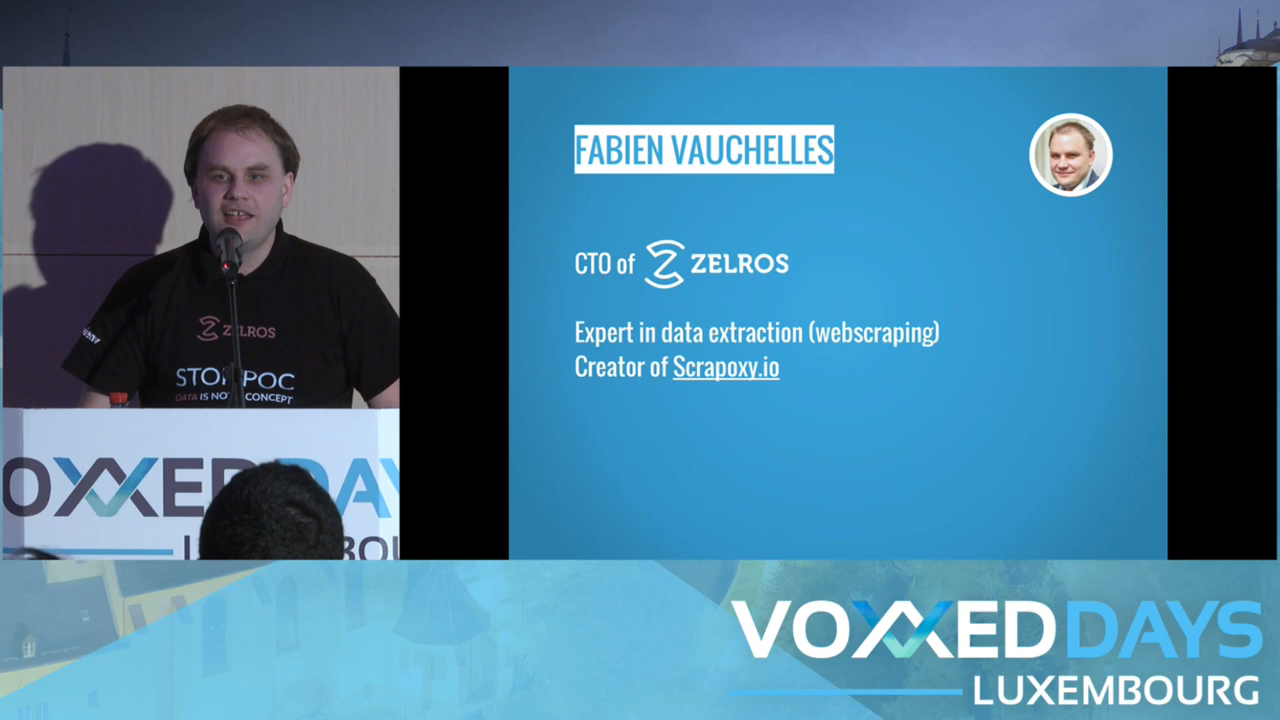 FABIEN VAUCHELLES
CTO of ZELROS
Expert in data extraction (webscraping)
Creator of Scrapoxy.io
ZELROS
STOP POC
DATA IS NOT CONCEPT
VOXXED DAYS
VOXXEDDAYS
LUXEMBOURG